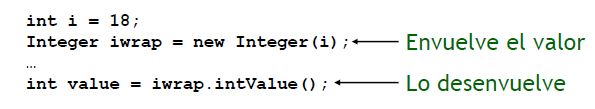 int i = 18;
Integer iwrap = new Integer(i); Envuelve el valor
…
int value = iwrap.intValue(); Lo desenvuelve